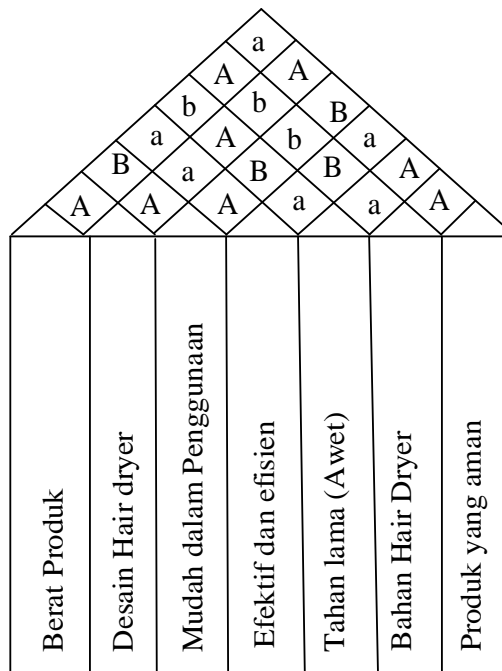 a
A A
b b B
a A b a
B a B B A
A A A a a A
Berat Produk
Desain Hair dryer
Mudah dalam Penggunaan
Efektif dan efisien
Tahan lama (Awet)
Bahan Hair Dryer
Produk yang aman